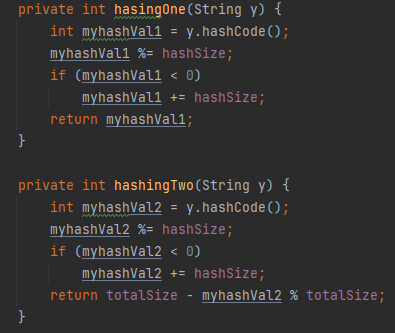 private int hasingOne(String y) {
    int myhashVal1 = y.hashCode();
    myhashVal1 %= hashSize;
    if (myhashVal1 < 0)
        myhashVal1 += hashSize;
    return myhashVal1;
}
private int hashingTwo(String y) {
    int myhashVal2 = y.hashCode();
    myhashVal2 %= hashSize;
    if (myhashVal2 < 0)
        myhashVal2 += hashSize;
    return totalSize - myhashVal2 % totalSize;
}